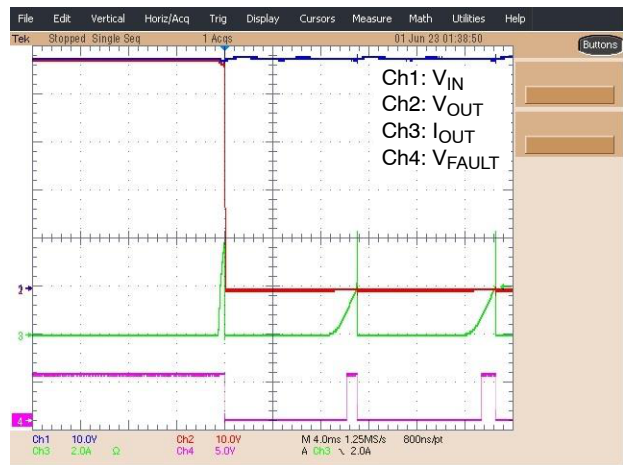 File Edit Vertical Horiz/Acq Trig Display Cursors Measure Math Utilities Help
Tek Stopped Single Seq 1 Acqs 01 Jun 23 01:38:50 Buttons
Ch1: VIN
Ch2: VOUT
Ch3: IOUT
Ch4: VFAULT
2
3
4
Ch1 10.0V Ch2 10.0V M 4.0ms 1.25MS/s 800ns/pt
Ch3 2.0A Ω Ch4 5.0V A Ch3 ↘ 2.0A